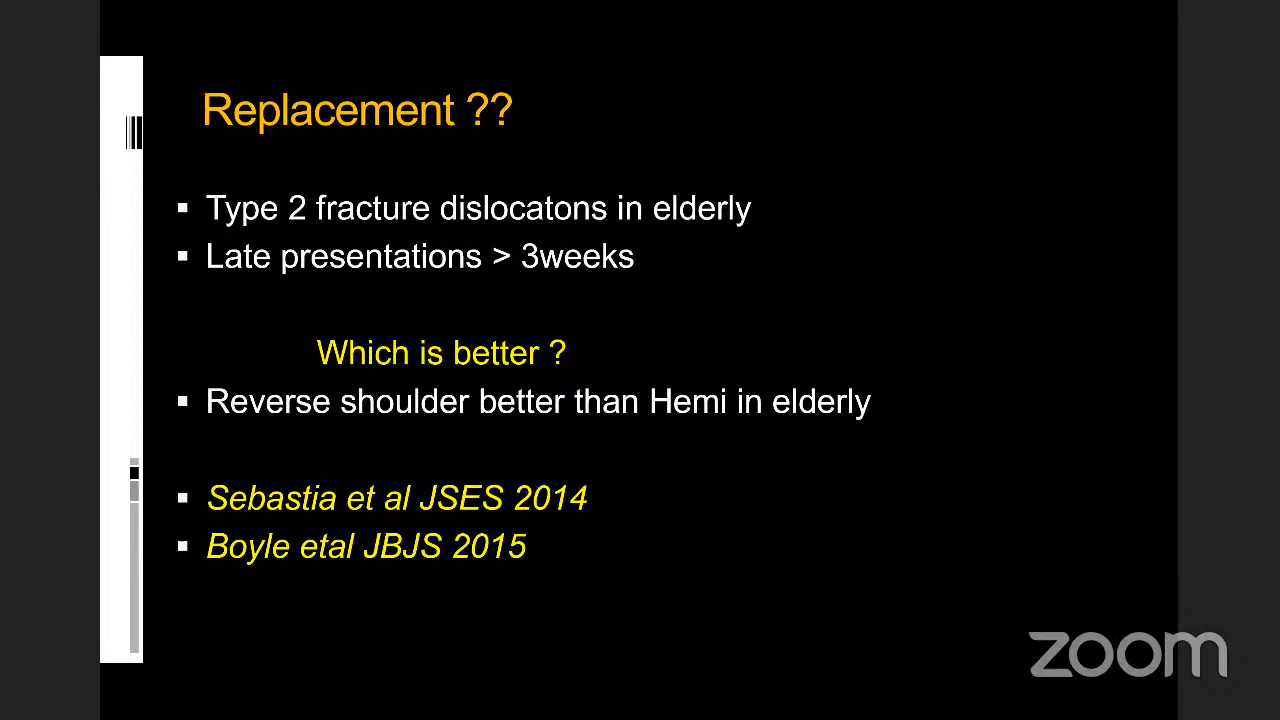 Replacement ??
Type 2 fracture dislocatons in elderly
Late presentations > 3weeks
Which is better ?
Reverse shoulder better than Hemi in elderly
Sebastia et al JSES 2014
Boyle etal JBJS 2015
zoom